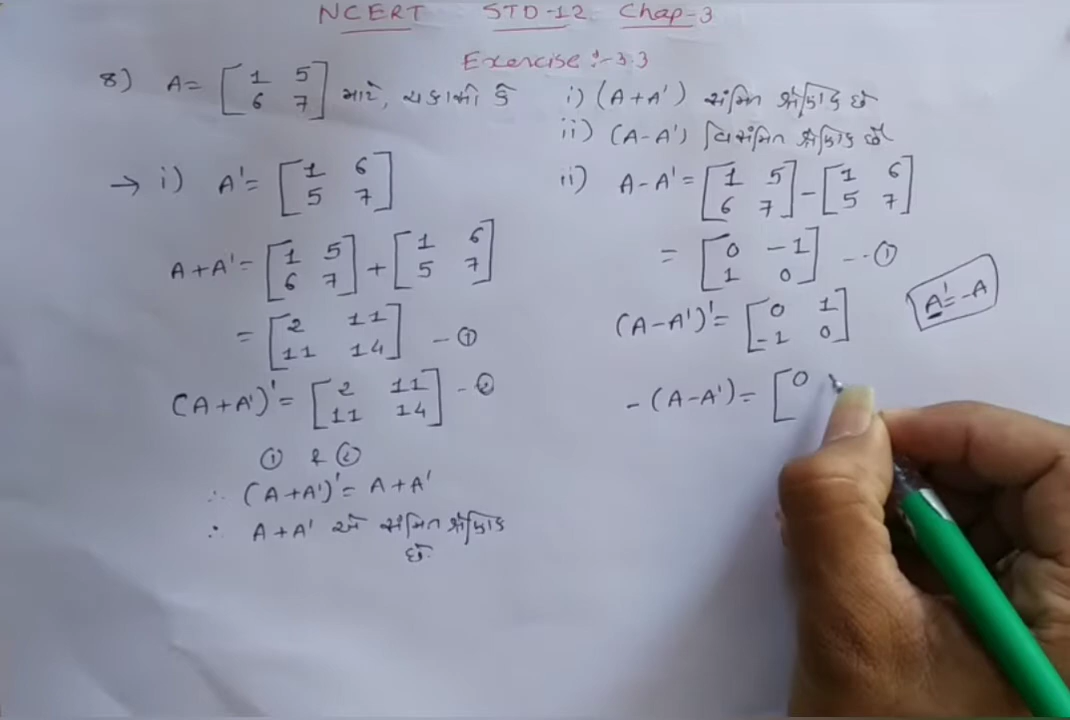 NCERT STD-12 Chap-3
Exercise :- 3.3
8) A = [1 5
6 7] માટે, ચકાસો કે
i) (A+A') સંમિત શ્રેણિક છે
ii) (A-A') વિસંમિત શ્રેણિક છે
→ i) A' = [1 6
5 7]
A+A' = [1 5
6 7] + [1 6
5 7]
= [2 11
11 14] - ①
(A+A')' = [2 11
11 14] - ②
① & ②
∴ (A+A')' = A+A'
∴ A+A' એ સંમિત શ્રેણિક
છે.
ii) A-A' = [1 5
6 7] - [1 6
5 7]
= [0 -1
1 0] --①
(A-A')' = [0 1
-1 0]
A' = -A
-(A-A') = [0